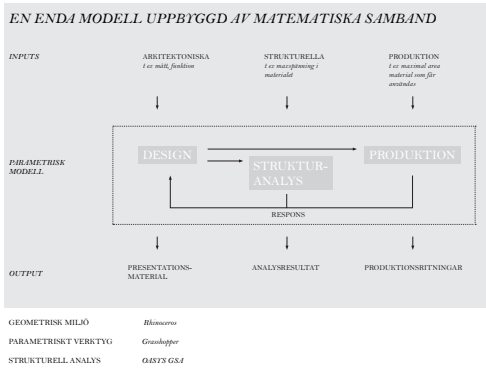 EN ENDA MODELL UPPBYGGD AV MATEMATISKA SAMBAND
INPUTS
ARKITEKTONISKA
t ex mått, funktion
STRUKTURELLA
t ex maxspänning i
materialet
PRODUKTION
t ex maximal area
material som får
användas
PARAMETRISK
MODELL
DESIGN
STRUKTUR-
ANALYS
PRODUKTION
RESPONS
OUTPUT
PRESENTATIONS-
MATERIAL
ANALYSRESULTAT
PRODUKTIONSRITNINGAR
GEOMETRISK MILJÖ Rhinoceros
PARAMETRISKT VERKTYG Grasshopper
STRUKTURELL ANALYS OASYS GSA